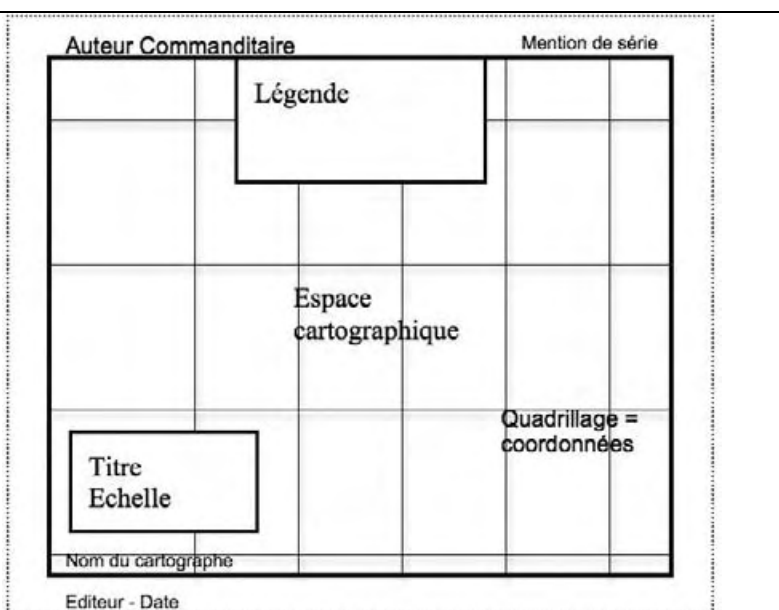 Auteur Commanditaire
Mention de série
Légende
Espace
cartographique
Quadrillage =
coordonnées
Titre
Echelle
Nom du cartographe
Editeur - Date